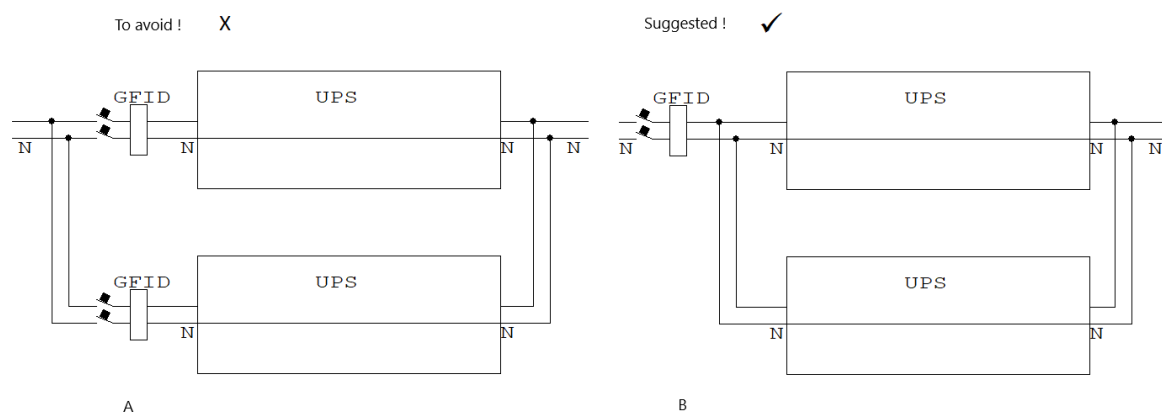 To avoid ! X
GFID UPS
N N N N
GFID UPS
N N
A
Suggested ! ✓
GFID UPS
N N N N
UPS
N N
B